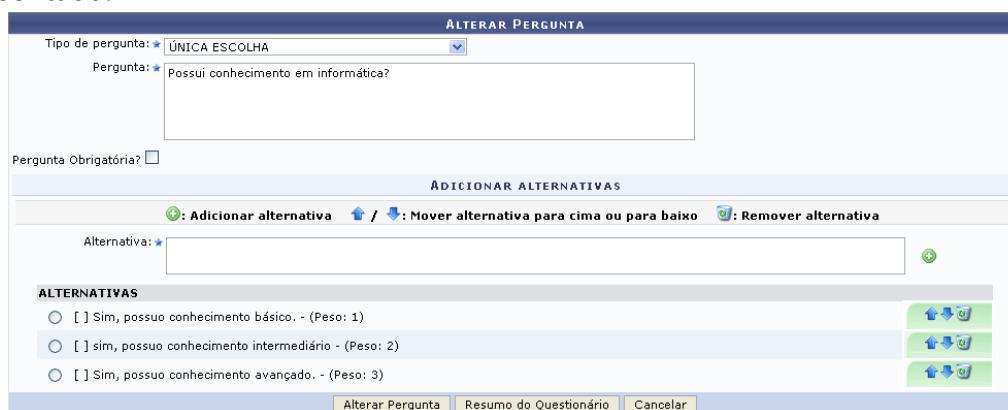 ALTERAR PERGUNTA
Tipo de pergunta: ÚNICA ESCOLHA
Pergunta: Possui conhecimento em informática?
Pergunta Obrigatória?
ADICIONAR ALTERNATIVAS
: Adicionar alternativa / : Mover alternativa para cima ou para baixo : Remover alternativa
Alternativa:
ALTERNATIVAS
[ ] Sim, possuo conhecimento básico. - (Peso: 1)
[ ] sim, possuo conhecimento intermediário - (Peso: 2)
[ ] Sim, possuo conhecimento avançado. - (Peso: 3)
Alterar Pergunta Resumo do Questionário Cancelar